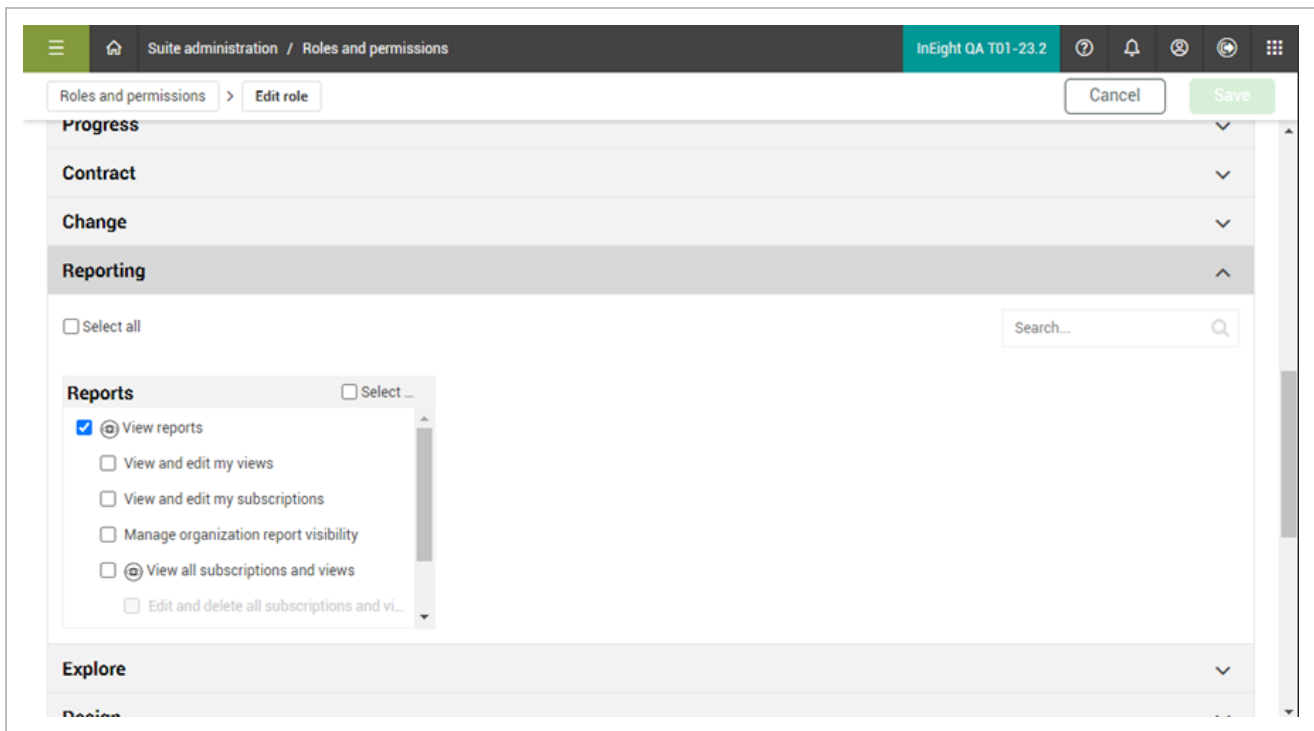 Suite administration / Roles and permissions InEight QA T01-23.2
Roles and permissions > Edit role Cancel Save
Progress
Contract
Change
Reporting
Select all Search...
Reports Select ...
View reports
View and edit my views
View and edit my subscriptions
Manage organization report visibility
View all subscriptions and views
Edit and delete all subscriptions and vi...
Explore
Design